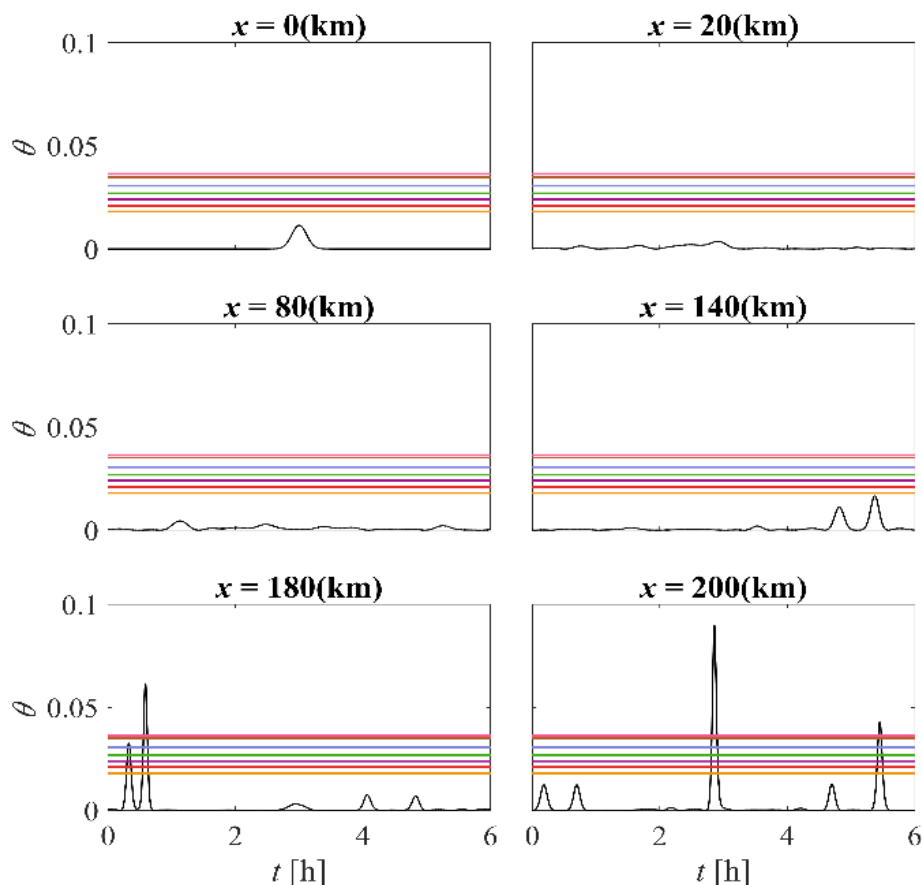 x = 0(km) x = 20(km)
0.1
θ 0.05
0
x = 80(km) x = 140(km)
0.1
θ 0.05
0
x = 180(km) x = 200(km)
0.1
θ 0.05
0
0 2 4 6 0 2 4 6
t [h] t [h]